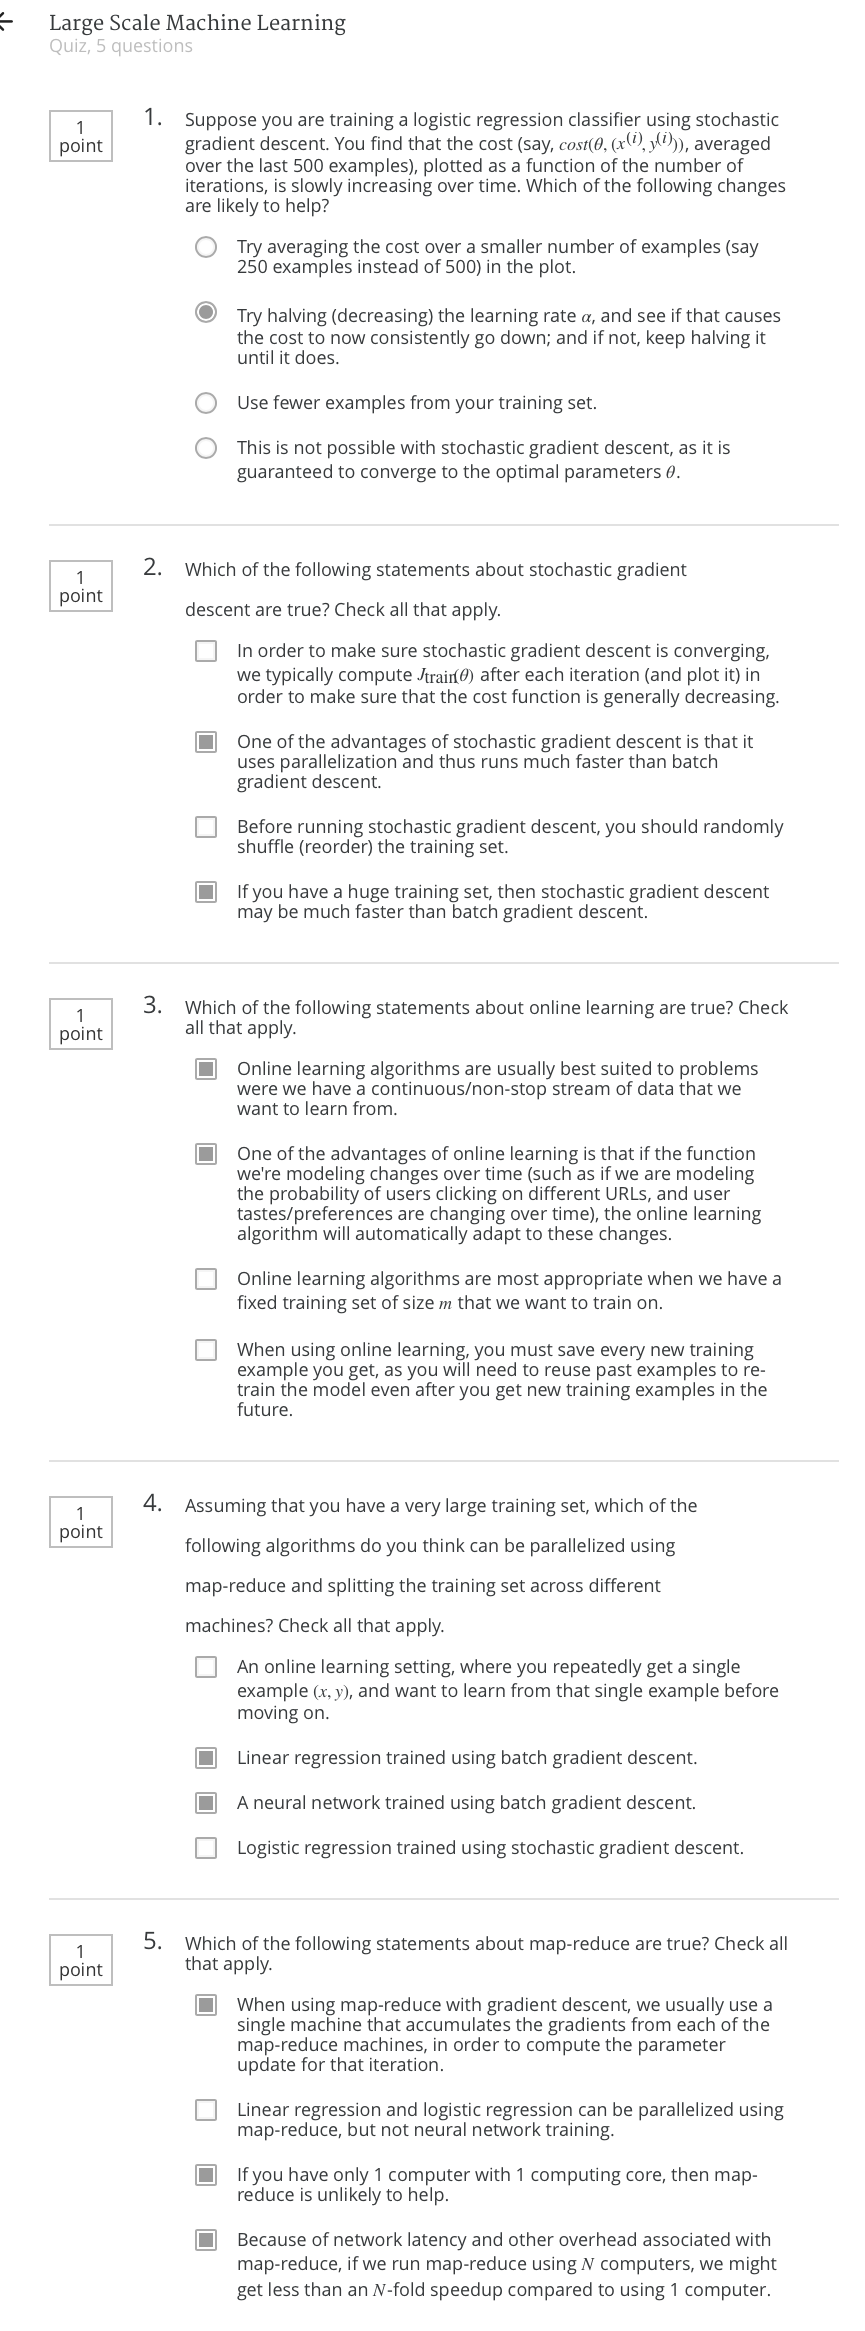 Large Scale Machine Learning
Quiz, 5 questions
1
point
1.
Suppose you are training a logistic regression classifier using stochastic
gradient descent. You find that the cost (say, cost(θ, (x(i), y(i))), averaged
over the last 500 examples), plotted as a function of the number of
iterations, is slowly increasing over time. Which of the following changes
are likely to help?
Try averaging the cost over a smaller number of examples (say
250 examples instead of 500) in the plot.
Try halving (decreasing) the learning rate α, and see if that causes
the cost to now consistently go down; and if not, keep halving it
until it does.
Use fewer examples from your training set.
This is not possible with stochastic gradient descent, as it is
guaranteed to converge to the optimal parameters θ.
1
point
2.
Which of the following statements about stochastic gradient
descent are true? Check all that apply.
In order to make sure stochastic gradient descent is converging,
we typically compute Jtrain(θ) after each iteration (and plot it) in
order to make sure that the cost function is generally decreasing.
One of the advantages of stochastic gradient descent is that it
uses parallelization and thus runs much faster than batch
gradient descent.
Before running stochastic gradient descent, you should randomly
shuffle (reorder) the training set.
If you have a huge training set, then stochastic gradient descent
may be much faster than batch gradient descent.
1
point
3.
Which of the following statements about online learning are true? Check
all that apply.
Online learning algorithms are usually best suited to problems
were we have a continuous/non-stop stream of data that we
want to learn from.
One of the advantages of online learning is that if the function
we're modeling changes over time (such as if we are modeling
the probability of users clicking on different URLs, and user
tastes/preferences are changing over time), the online learning
algorithm will automatically adapt to these changes.
Online learning algorithms are most appropriate when we have a
fixed training set of size m that we want to train on.
When using online learning, you must save every new training
example you get, as you will need to reuse past examples to re-
train the model even after you get new training examples in the
future.
1
point
4.
Assuming that you have a very large training set, which of the
following algorithms do you think can be parallelized using
map-reduce and splitting the training set across different
machines? Check all that apply.
An online learning setting, where you repeatedly get a single
example (x, y), and want to learn from that single example before
moving on.
Linear regression trained using batch gradient descent.
A neural network trained using batch gradient descent.
Logistic regression trained using stochastic gradient descent.
1
point
5.
Which of the following statements about map-reduce are true? Check all
that apply.
When using map-reduce with gradient descent, we usually use a
single machine that accumulates the gradients from each of the
map-reduce machines, in order to compute the parameter
update for that iteration.
Linear regression and logistic regression can be parallelized using
map-reduce, but not neural network training.
If you have only 1 computer with 1 computing core, then map-
reduce is unlikely to help.
Because of network latency and other overhead associated with
map-reduce, if we run map-reduce using N computers, we might
get less than an N-fold speedup compared to using 1 computer.